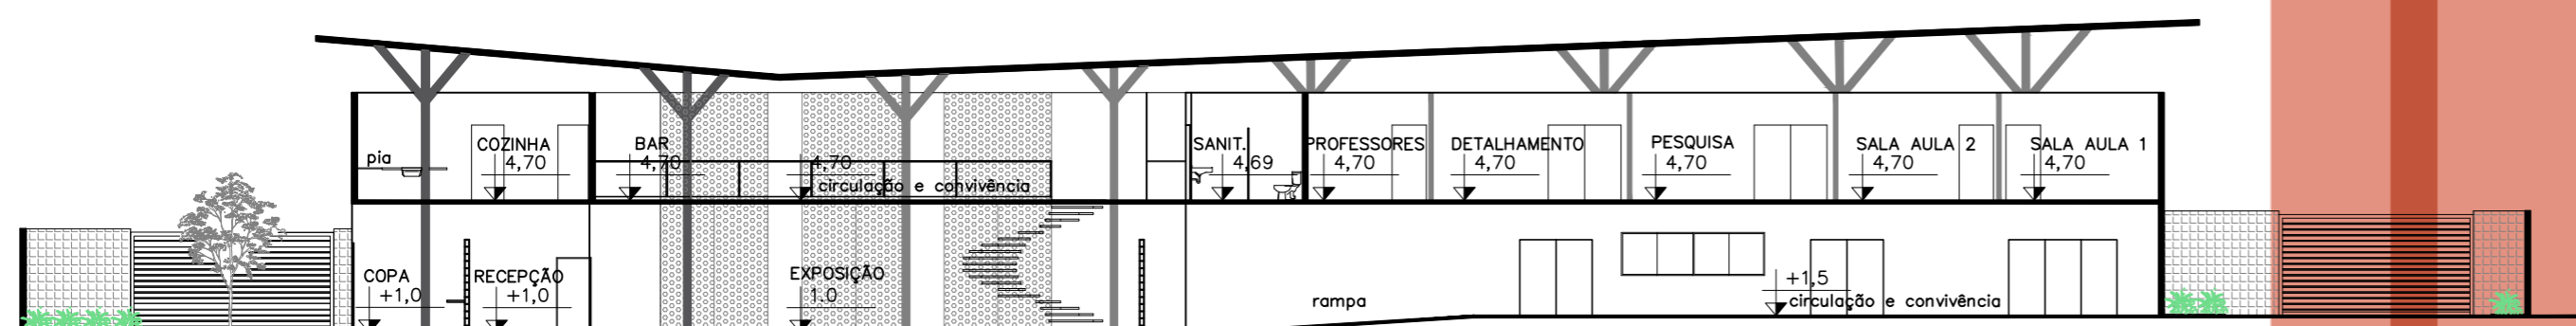 COZINHA
BAR
SANIT.
PROFESSORES
DETALHAMENTO
PESQUISA
SALA AULA 2
SALA AULA 1
pia
4,70
4,70
4,70
4,69
4,70
4,70
4,70
4,70
4,70
circulação e convivência
COPA
RECEPÇÃO
EXPOSIÇÃO
+1,5
+1,0
+1,0
1.0
rampa
circulação e convivência